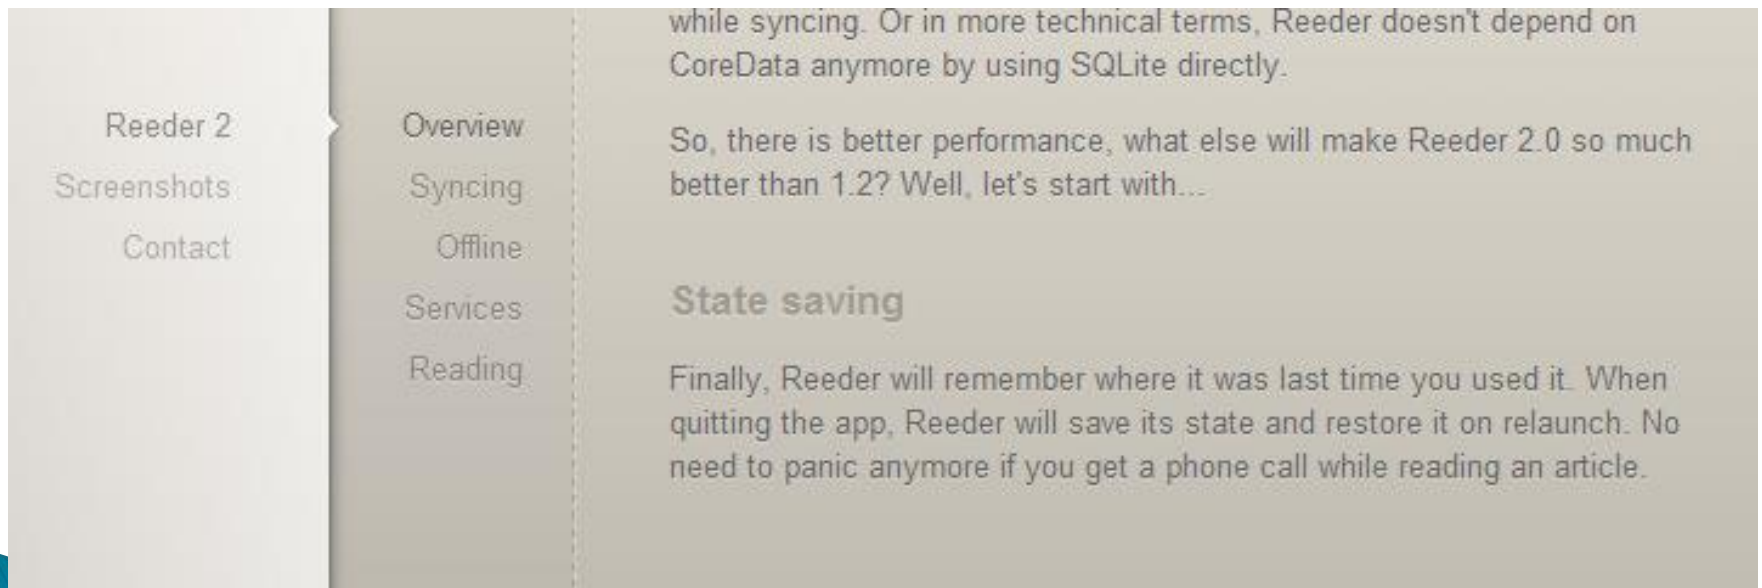 Reeder 2
Screenshots
Contact
Overview
Syncing
Offline
Services
Reading
while syncing. Or in more technical terms, Reeder doesn't depend on
CoreData anymore by using SQLite directly.
So, there is better performance, what else will make Reeder 2.0 so much
better than 1.2? Well, let's start with...
State saving
Finally, Reeder will remember where it was last time you used it. When
quitting the app, Reeder will save its state and restore it on relaunch. No
need to panic anymore if you get a phone call while reading an article.